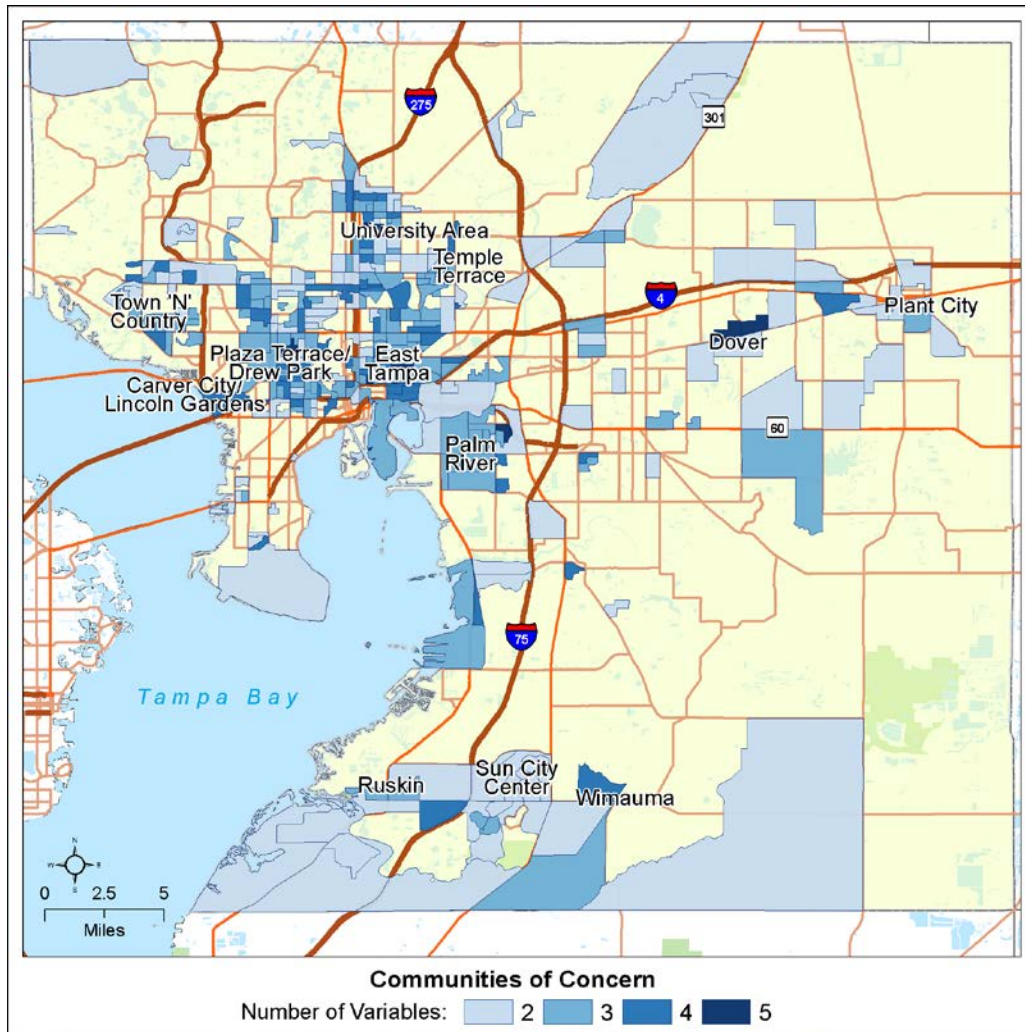 275
301
University Area
Temple
Terrace
Town 'N'
Country
4
Plant City
Dover
Plaza Terrace/
Drew Park
East
Tampa
Carver City/
Lincoln Gardens
60
Palm
River
75
Tampa Bay
Ruskin
Sun City
Center
Wimauma
N
W
E
S
0 2.5 5
Miles
Communities of Concern
Number of Variables: 2 3 4 5